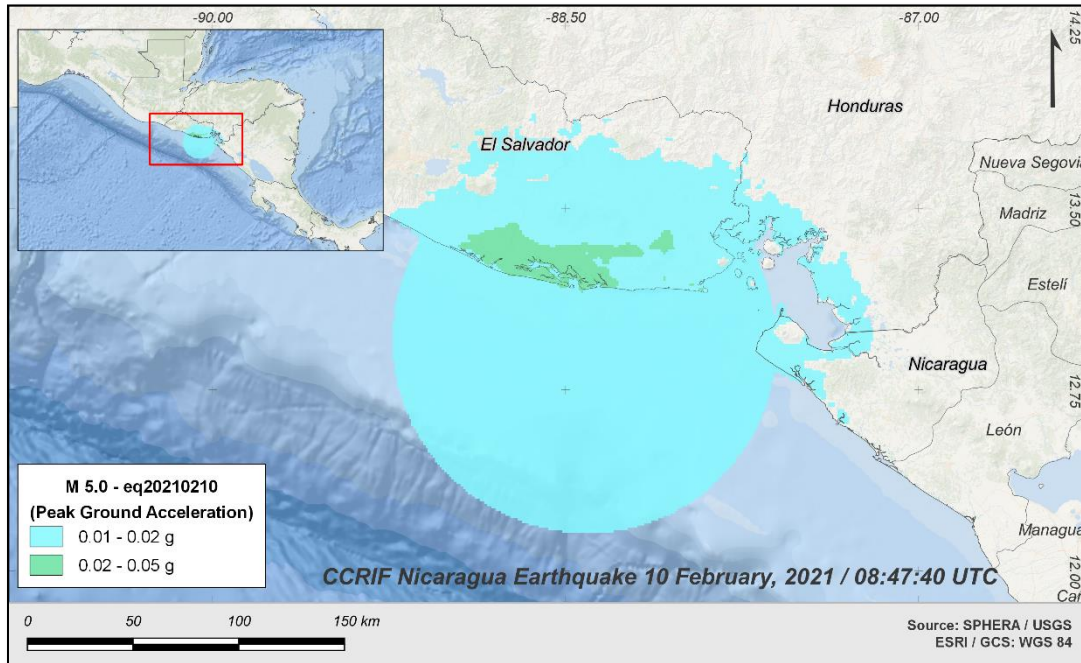 -90.00
-88.50
-87.00
14.25
Honduras
El Salvador
Nueva Segovia
13.50
Madriz
Estelí
Nicaragua
12.75
León
M 5.0 - eq20210210
(Peak Ground Acceleration)
0.01 - 0.02 g
0.02 - 0.05 g
Managua
12.00
CCRIF Nicaragua Earthquake 10 February, 2021 / 08:47:40 UTC
0 50 100 150 km
Source: SPHERA / USGS
ESRI / GCS: WGS 84